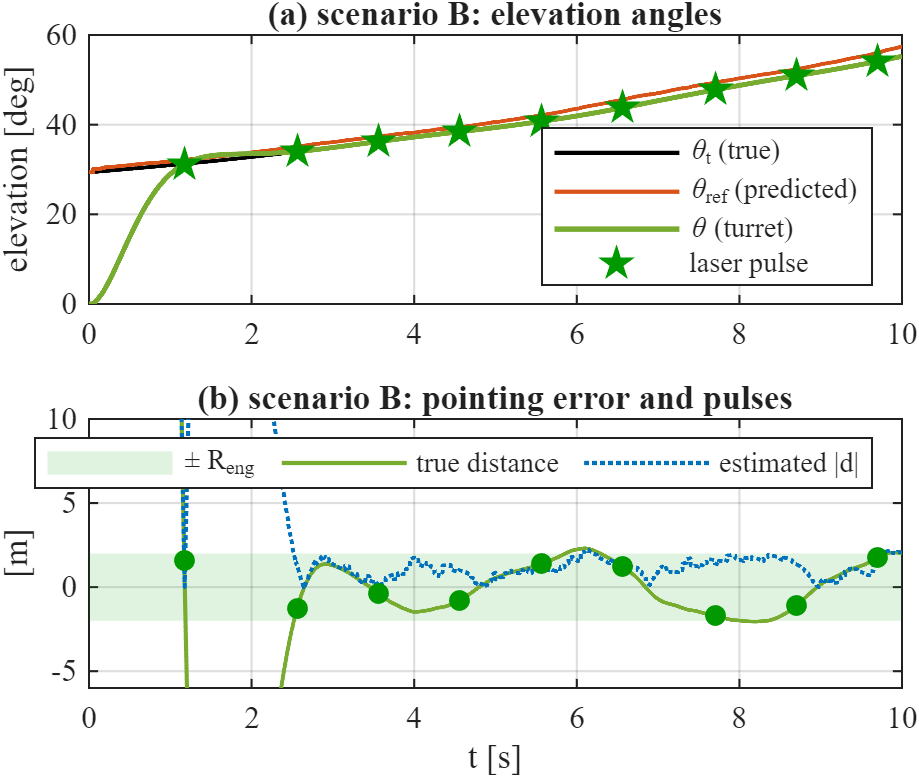 (a) scenario B: elevation angles
60
40
20
0
elevation [deg]
θt (true)
θref (predicted)
θ (turret)
laser pulse
0 2 4 6 8 10
(b) scenario B: pointing error and pulses
10
± Reng true distance estimated |d|
5
0
-5
[m]
0 2 4 6 8 10
t [s]